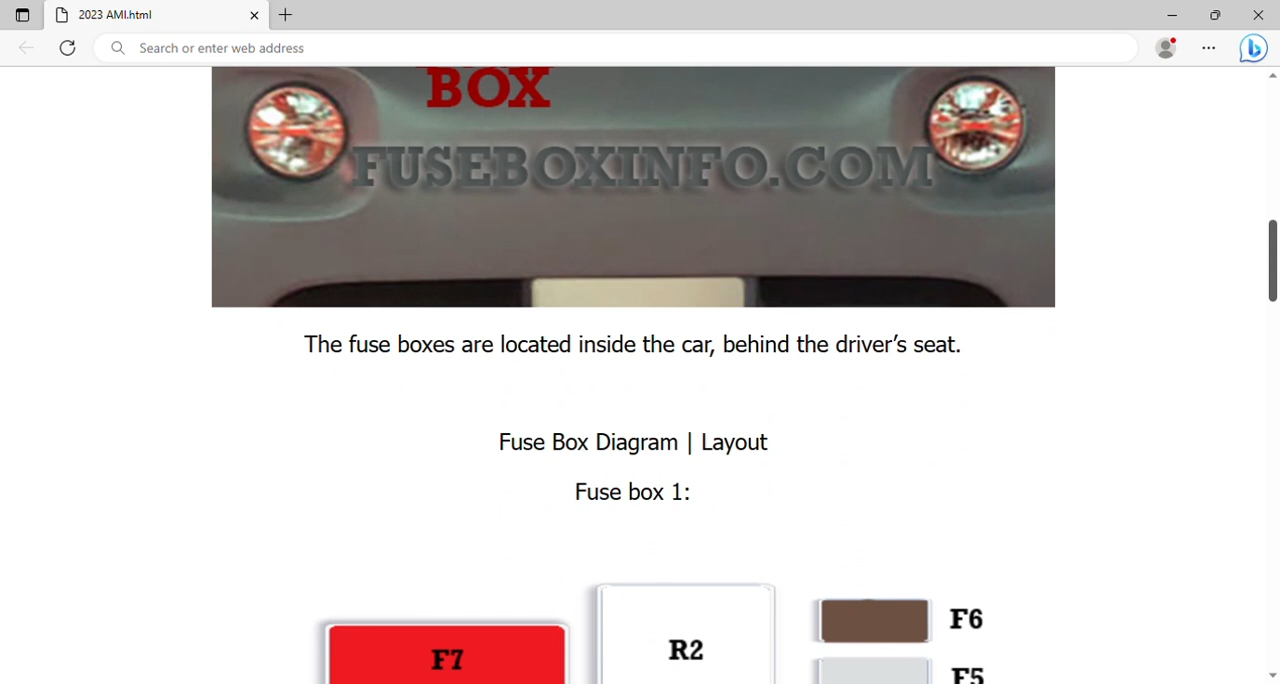 2023 AMI.html
Search or enter web address
BOX
FUSEBOXINFO.COM
The fuse boxes are located inside the car, behind the driver’s seat.
Fuse Box Diagram | Layout
Fuse box 1:
F6
R2
F7
F5